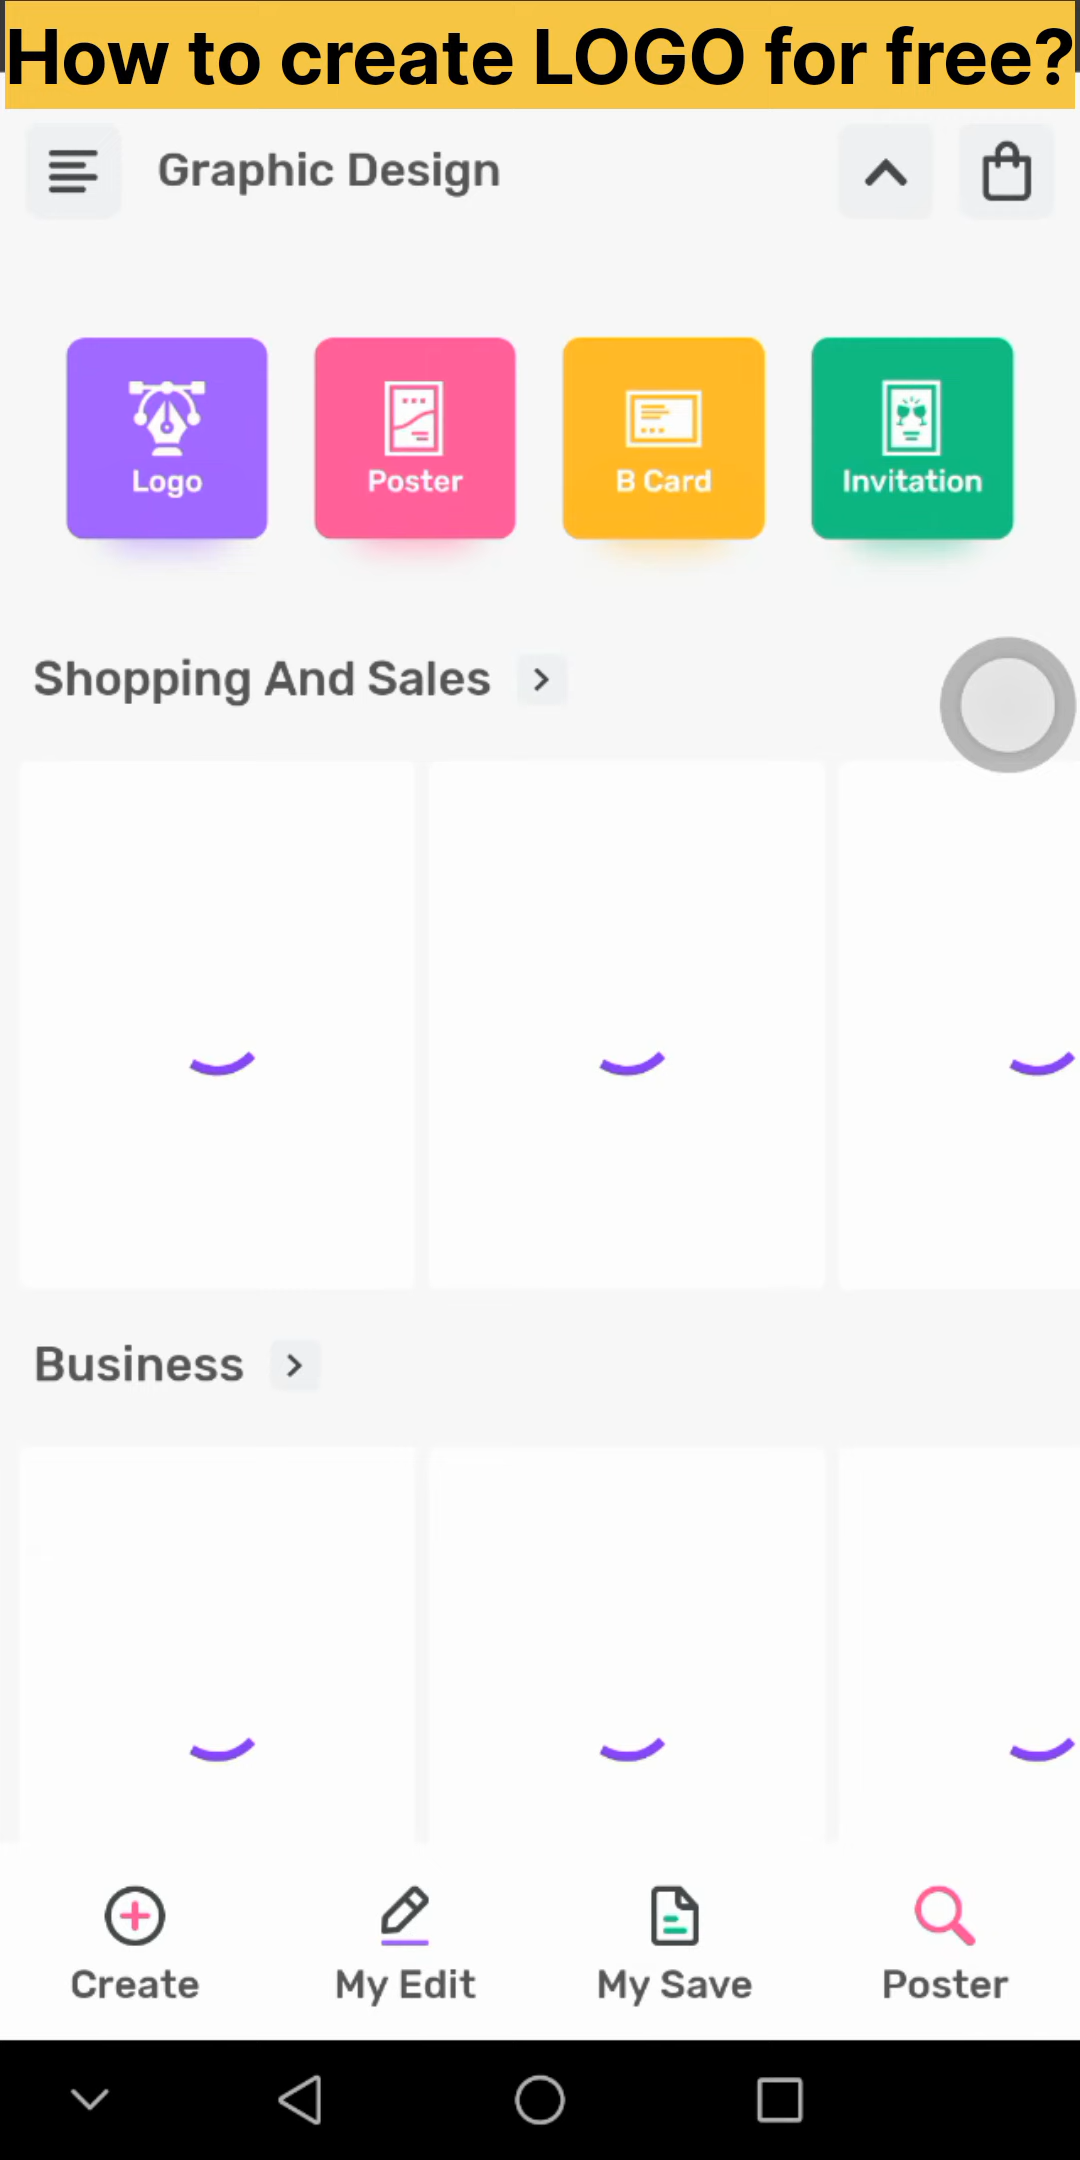 How to create LOGO for free?
Graphic Design
Logo
Poster
B Card
Invitation
Shopping And Sales
Business
Create
My Edit
My Save
Poster